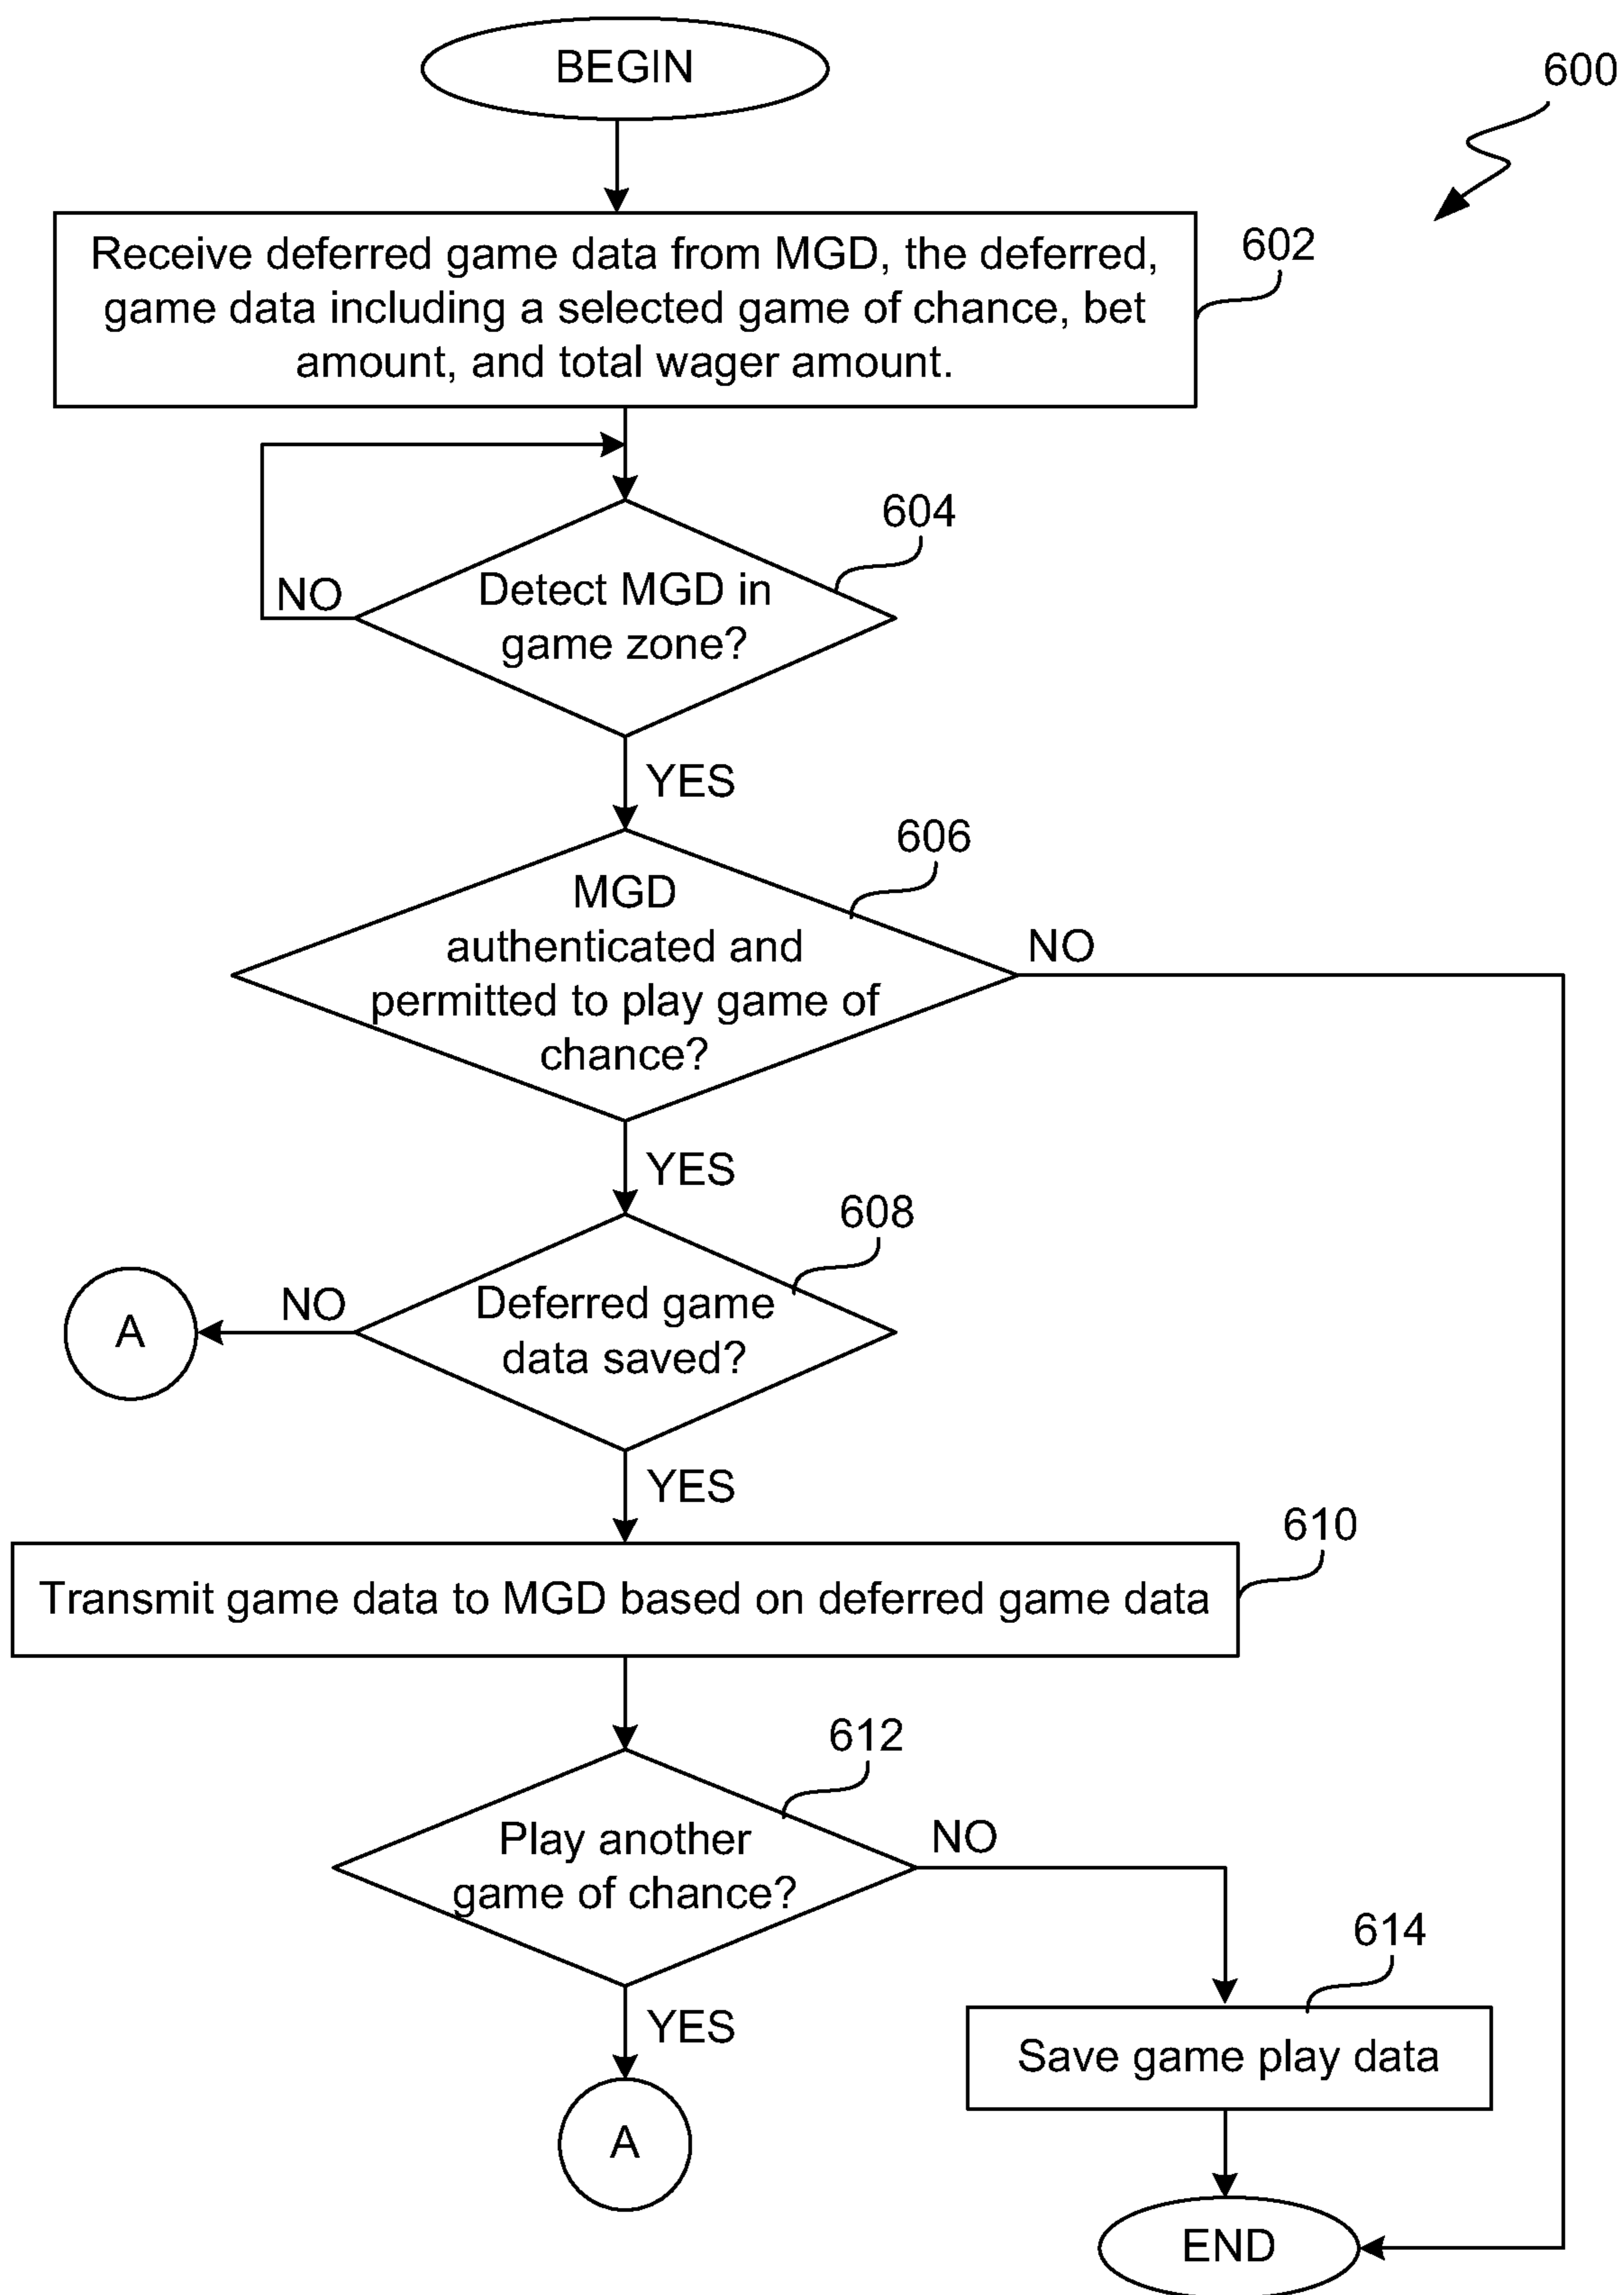 BEGIN
600
Receive deferred game data from MGD, the deferred,
game data including a selected game of chance, bet
amount, and total wager amount.
602
604
Detect MGD in
game zone?
NO
YES
606
MGD
authenticated and
permitted to play game of
chance?
NO
YES
608
Deferred game
data saved?
NO
A
YES
610
Transmit game data to MGD based on deferred game data
612
Play another
game of chance?
NO
614
YES
Save game play data
A
END